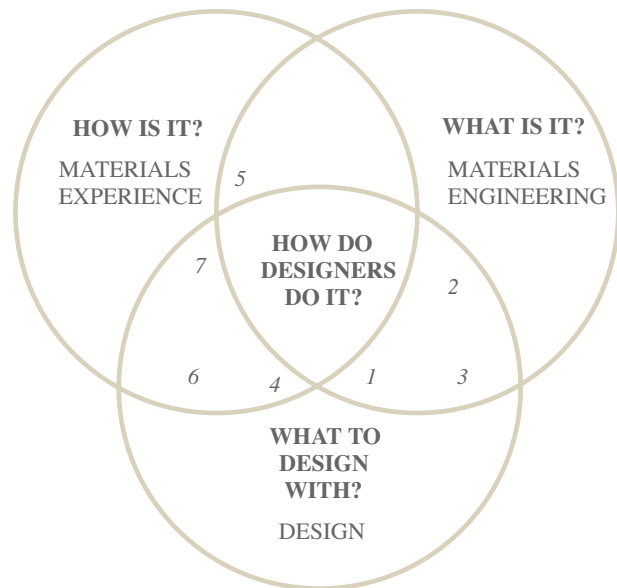 HOW IS IT?
MATERIALS
EXPERIENCE
WHAT IS IT?
MATERIALS
ENGINEERING
5
7
HOW DO
DESIGNERS
DO IT?
2
6
4
1
3
WHAT TO
DESIGN
WITH?
DESIGN